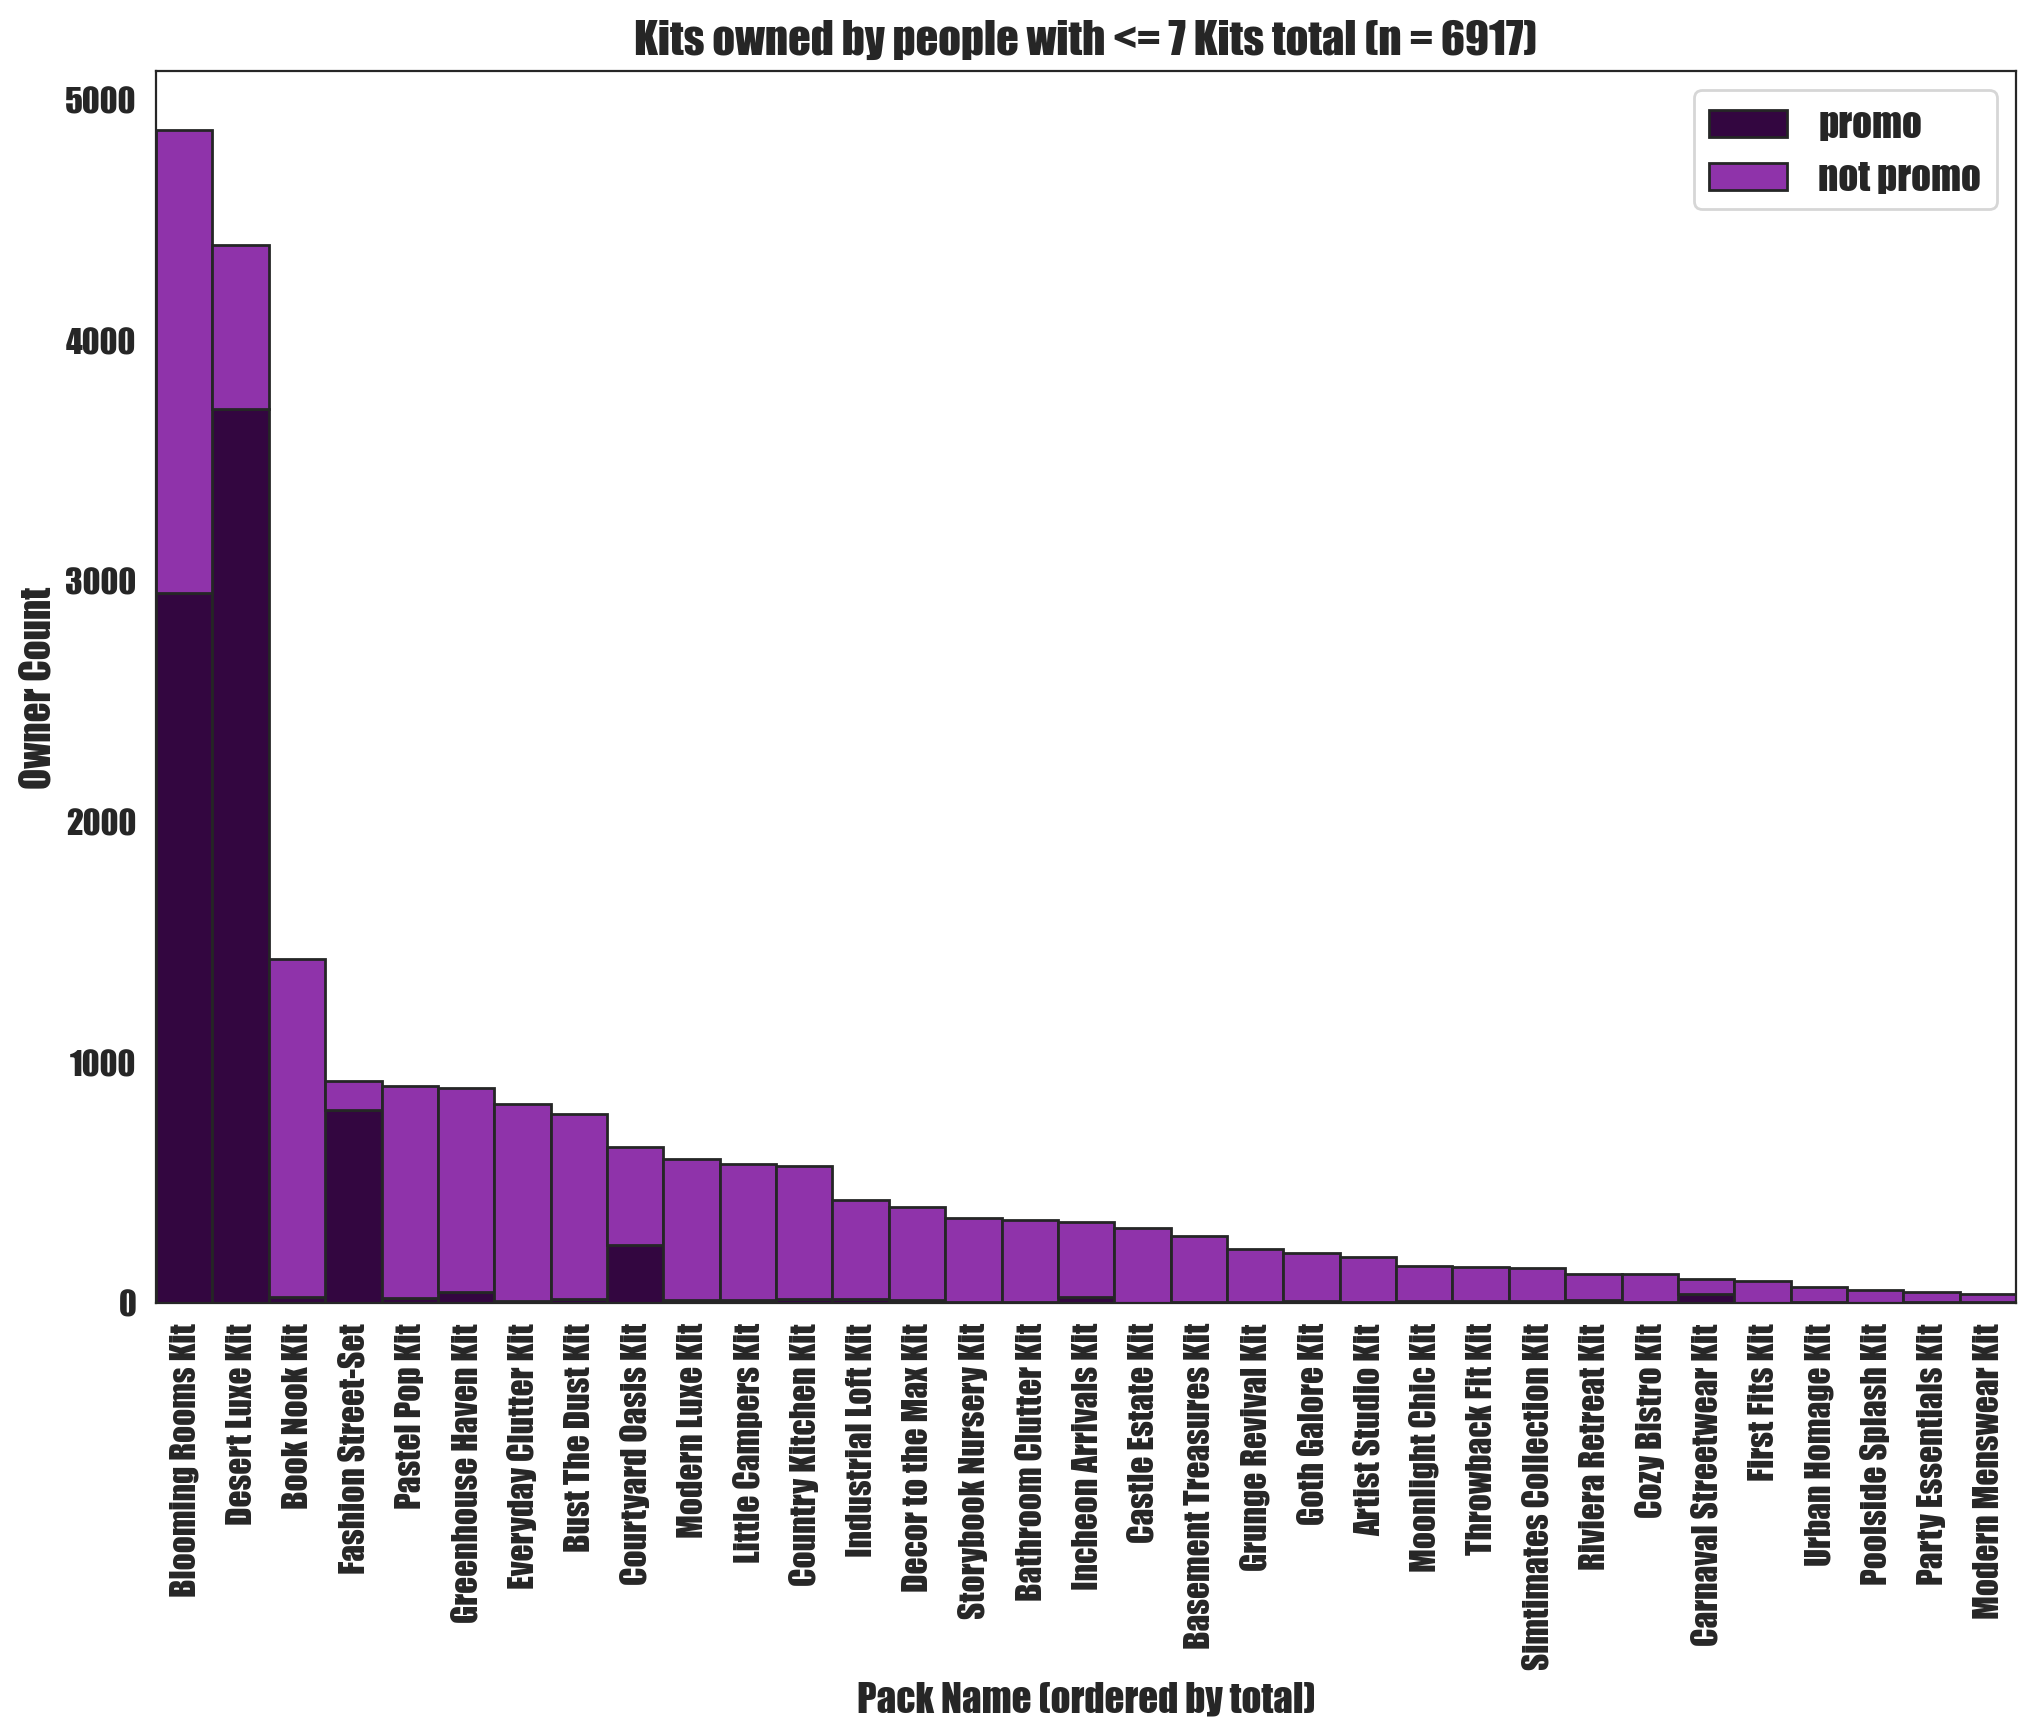 Kits owned by people with <= 7 Kits total (n = 6917)
promo
not promo
Owner Count
5000
4000
3000
2000
1000
0
Blooming Rooms Kit
Desert Luxe Kit
Book Nook Kit
Fashion Street-Set
Pastel Pop Kit
Greenhouse Haven Kit
Everyday Clutter Kit
Bust The Dust Kit
Courtyard Oasis Kit
Modern Luxe Kit
Little Campers Kit
Country Kitchen Kit
Industrial Loft Kit
Decor to the Max Kit
Storybook Nursery Kit
Bathroom Clutter Kit
Incheon Arrivals Kit
Castle Estate Kit
Basement Treasures Kit
Grunge Revival Kit
Goth Galore Kit
Artist Studio Kit
Moonlight Chic Kit
Throwback Fit Kit
Simtimates Collection Kit
Riviera Retreat Kit
Cozy Bistro Kit
Carnaval Streetwear Kit
First Fits Kit
Urban Homage Kit
Poolside Splash Kit
Party Essentials Kit
Modern Menswear Kit
Pack Name (ordered by total)